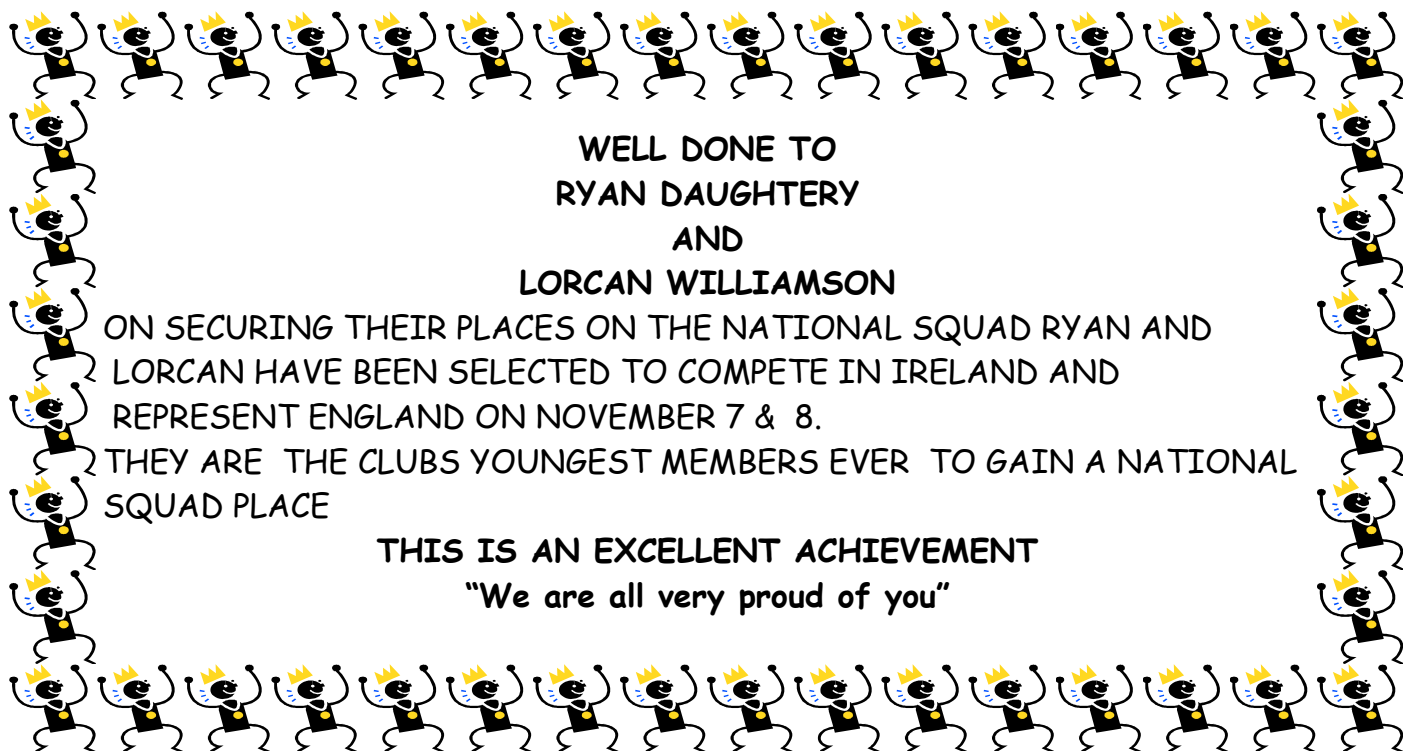 WELL DONE TO
RYAN DAUGHTERY
AND
LORCAN WILLIAMSON
ON SECURING THEIR PLACES ON THE NATIONAL SQUAD RYAN AND
LORCAN HAVE BEEN SELECTED TO COMPETE IN IRELAND AND
REPRESENT ENGLAND ON NOVEMBER 7 & 8.
THEY ARE THE CLUBS YOUNGEST MEMBERS EVER TO GAIN A NATIONAL
SQUAD PLACE
THIS IS AN EXCELLENT ACHIEVEMENT
“We are all very proud of you”